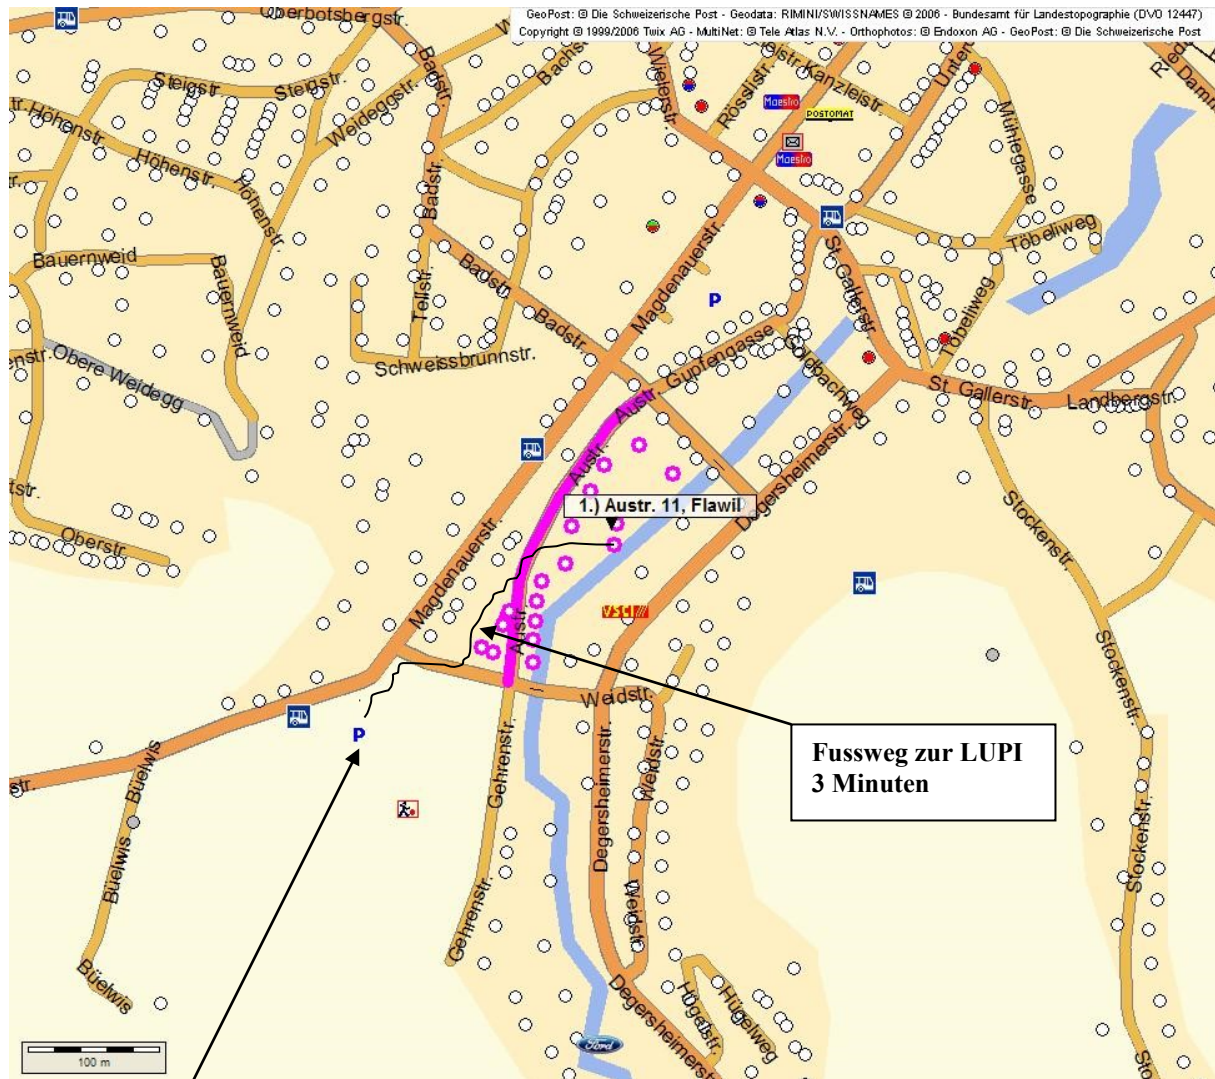 GeoPost: © Die Schweizerische Post - Geodata: RIMINI/SWISSNAMES © 2006 - Bundesamt für Landestopographie (DV0 12447)
Copyright © 1999/2006 Twix AG - MultiNet: © Tele Atlas N.V. - Orthophotos: © Endoxon AG - GeoPost: © Die Schweizerische Post
Oberbotsbergstr.
Badstr.
Bachs
Wielerstr.
Rösslistr.
Kanzleistr.
Unter
Steigstr.
Steigstr.
Weideggstr.
Maestro
POSTOMAT
Maestro
Mühlegasse
Höhenstr.
Höhenstr.
Höhenstr.
Badstr.
Töbeliweg
Bauernweid
Bauernweid
Tellstr.
Badstr.
Badstr.
Magdenauerstr.
St. Gallerstr.
Töbeliweg
P
Obere Weidegg
Schweissbrunnstr.
Gupfengasse
Goldbachweg
St. Gallerstr.
Landbergstr.
Austr.
Austr.
1.) Austr. 11, Flawil
Degersheimerstr.
Stockenstr.
Oberstr.
Magdenauerstr.
VSCI
Austr.
Stockenstr.
Weidstr.
P
Fussweg zur LUPI
3 Minuten
Büelwis
Gehrenstr.
Degersheimerstr.
Weidstr.
Büelwis
Stockenstr.
Gehrenstr.
Weidstr.
Büelwis
Degersheimerstr.
Hügelstr.
Hügelweg
Ford
100 m